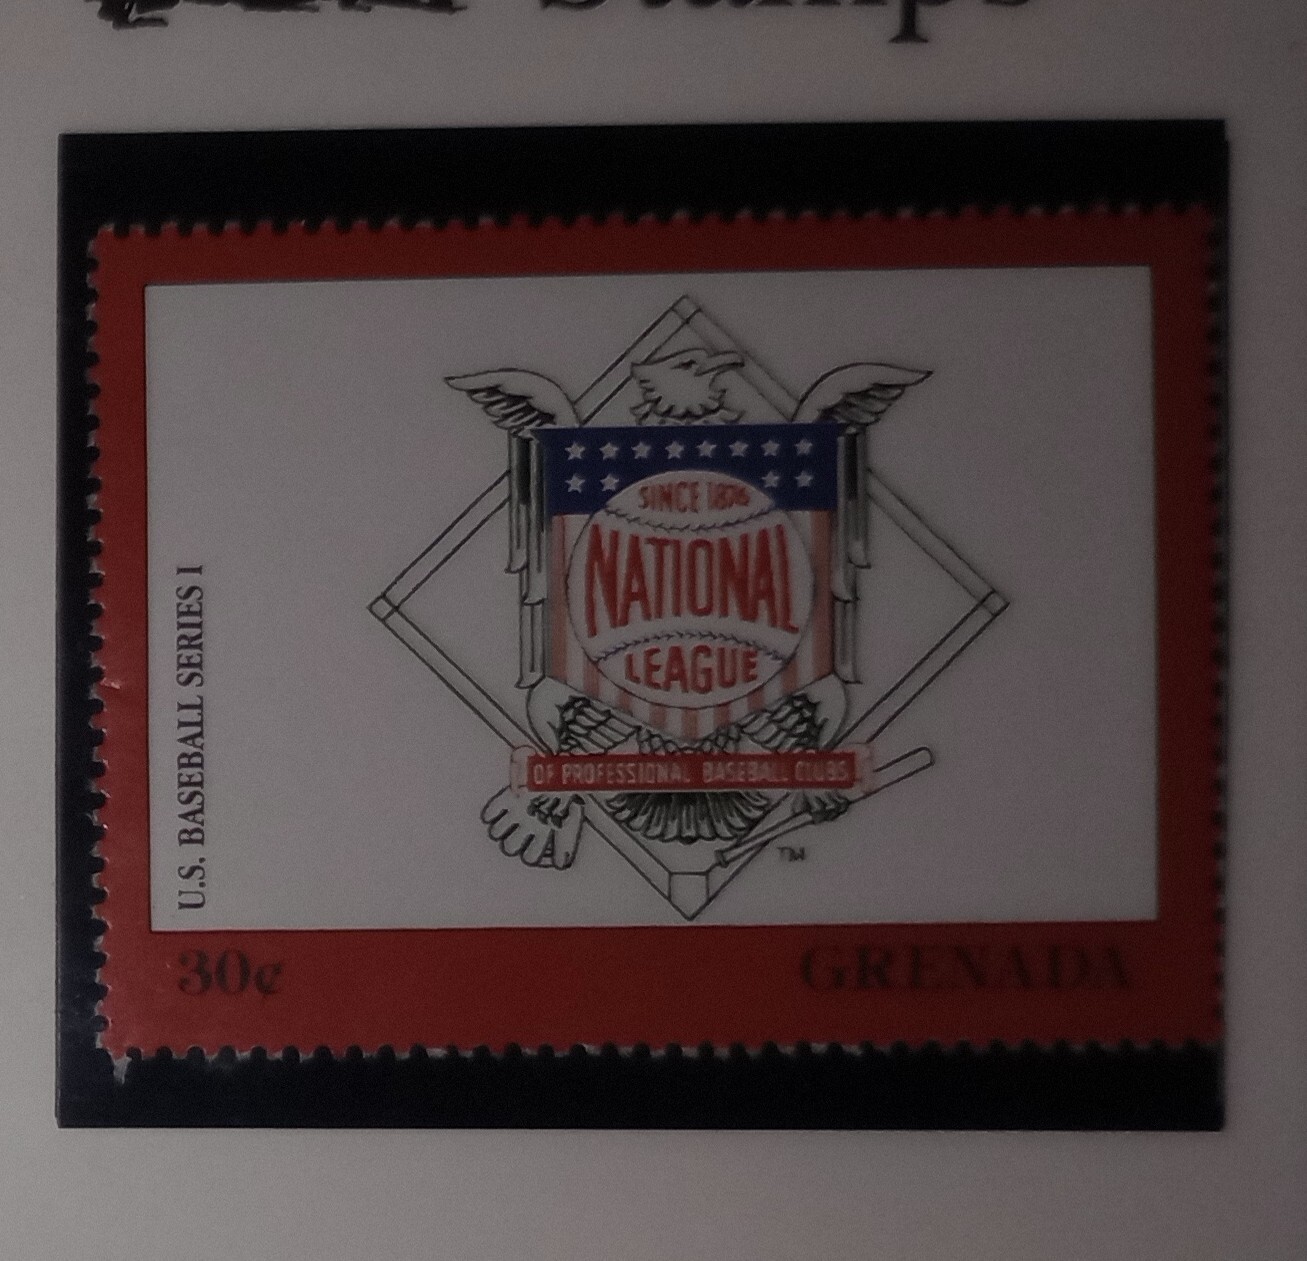 Stamps
U.S. BASEBALL SERIES I
SINCE 1876
NATIONAL
LEAGUE
OF PROFESSIONAL BASEBALL CLUBS
TM
30¢
GRENADA